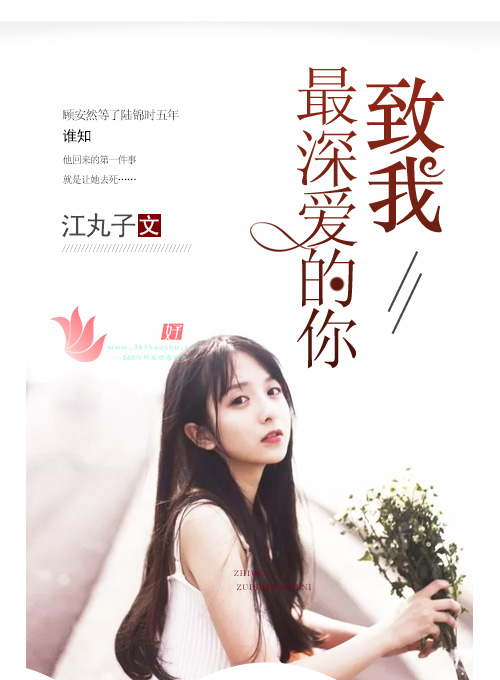 致我
最深爱的你
顾安然等了陆锦时五年
谁知
他回来的第一件事
就是让她去死……
江丸子 文
好